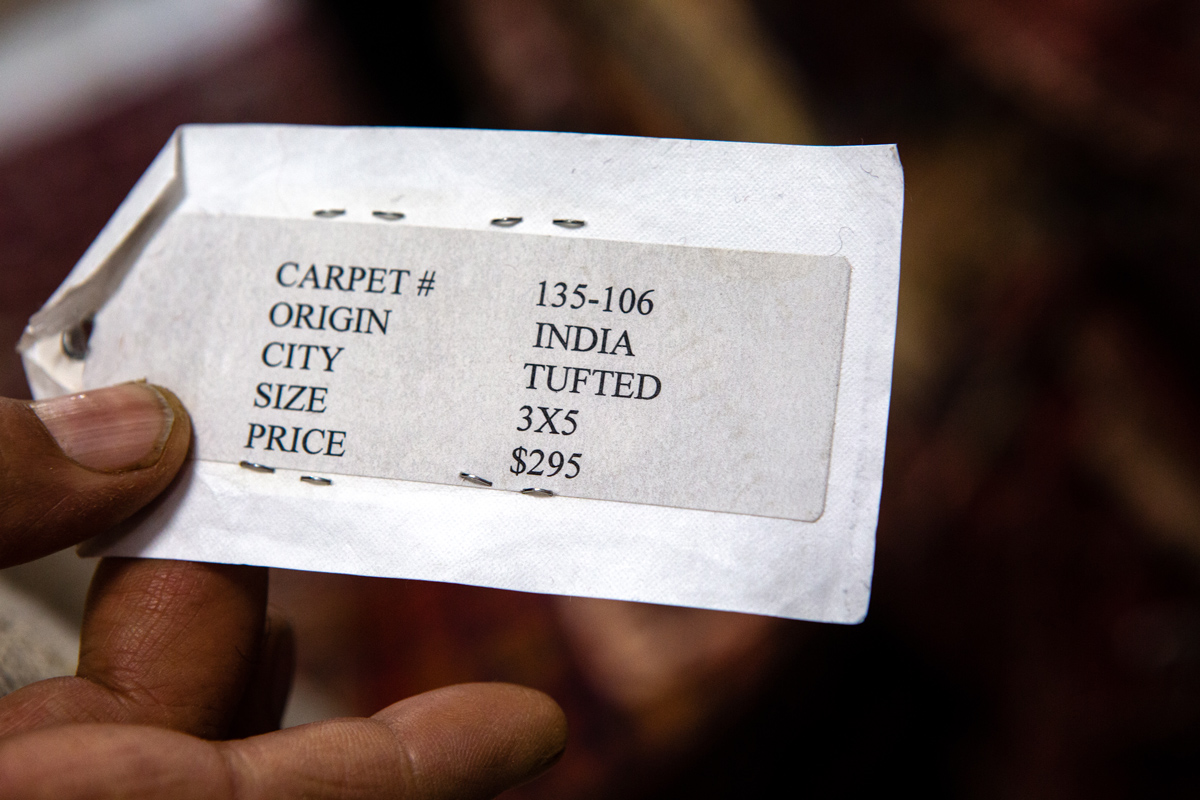 CARPET # 135-106
ORIGIN INDIA
CITY TUFTED
SIZE 3X5
PRICE $295